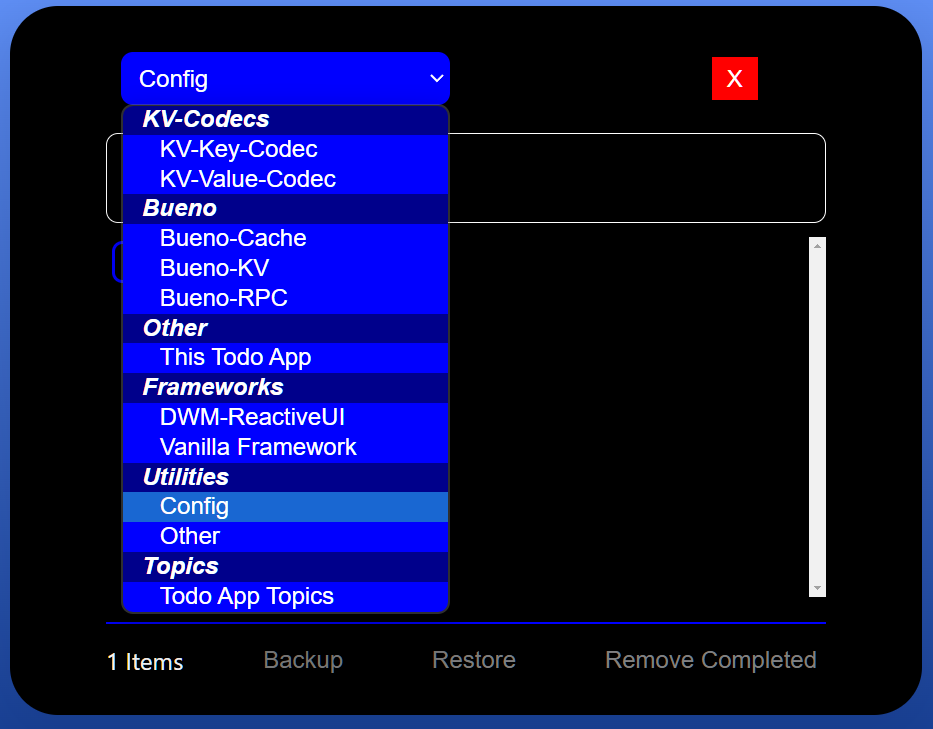 Config
X
KV-Codecs
KV-Key-Codec
KV-Value-Codec
Bueno
Bueno-Cache
Bueno-KV
Bueno-RPC
Other
This Todo App
Frameworks
DWM-ReactiveUI
Vanilla Framework
Utilities
Config
Other
Topics
Todo App Topics
1 Items Backup Restore Remove Completed